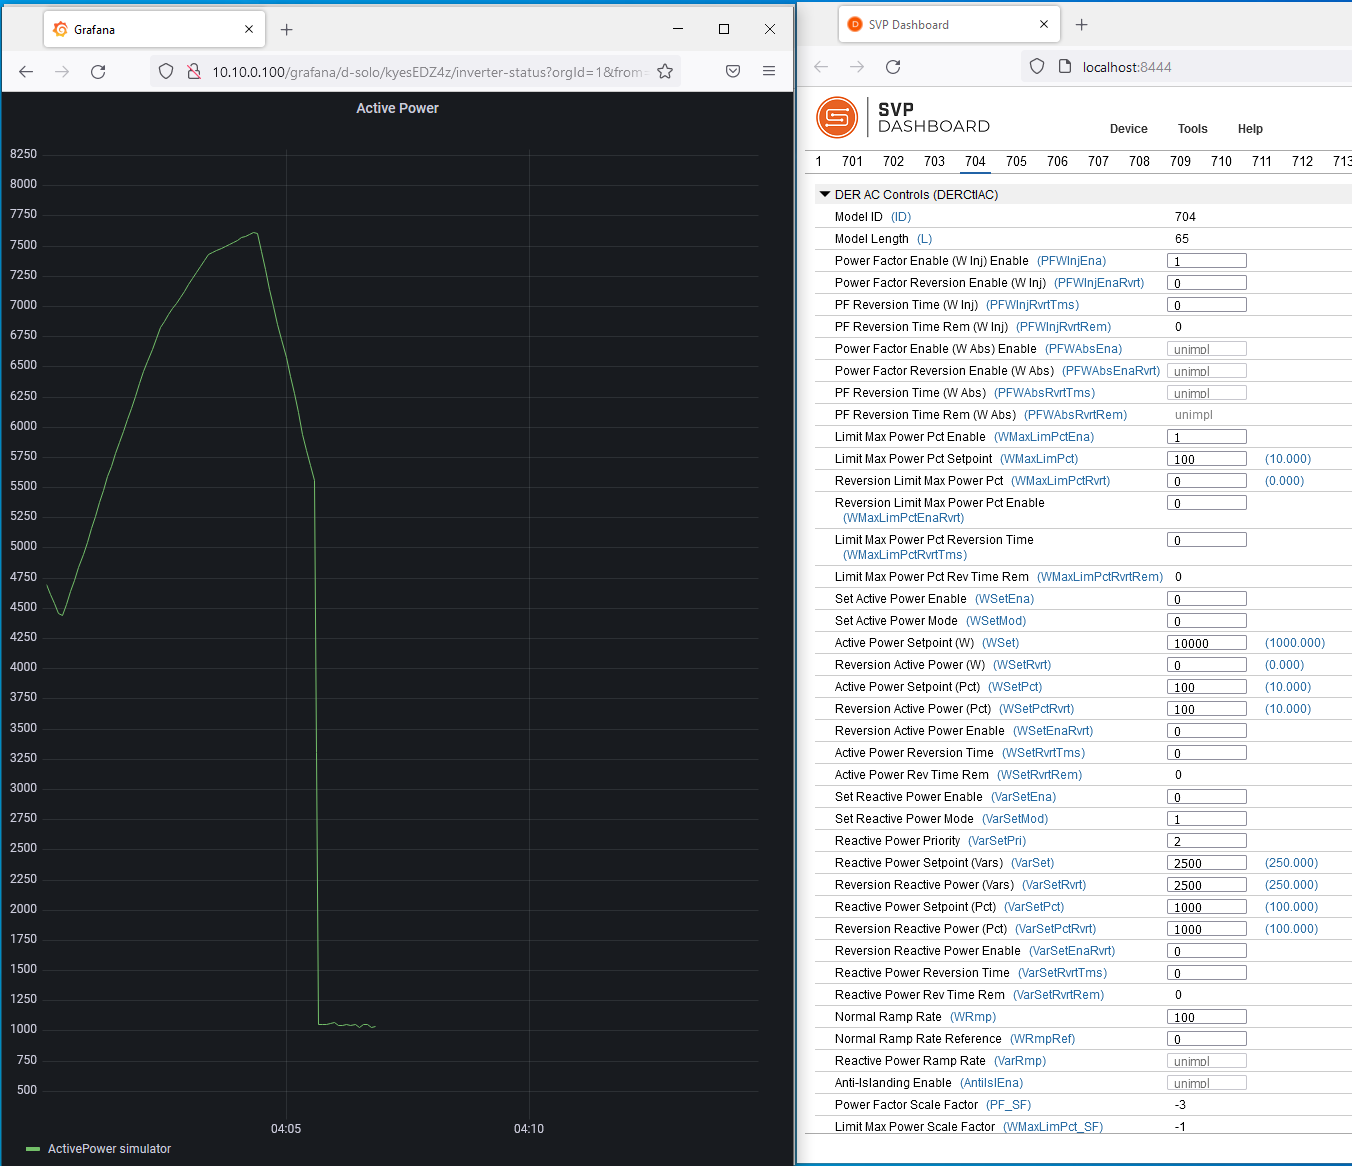 Grafana
10.10.0.100/grafana/d-solo/kyesEDZ4z/inverter-status?orgId=1&from=
Active Power
8250
8000
7750
7500
7250
7000
6750
6500
6250
6000
5750
5500
5250
5000
4750
4500
4250
4000
3750
3500
3250
3000
2750
2500
2250
2000
1750
1500
1250
1000
750
500
04:05 04:10
ActivePower simulator
SVP Dashboard
localhost:8444
SVP
DASHBOARD
Device Tools Help
1 701 702 703 704 705 706 707 708 709 710 711 712 713
DER AC Controls (DERCtlAC)
Model ID (ID) 704
Model Length (L) 65
Power Factor Enable (W Inj) Enable (PFWInjEna) 1
Power Factor Reversion Enable (W Inj) (PFWInjEnaRvrt) 0
PF Reversion Time (W Inj) (PFWInjRvrtTms) 0
PF Reversion Time Rem (W Inj) (PFWInjRvrtRem) 0
Power Factor Enable (W Abs) Enable (PFWAbsEna) unimpl
Power Factor Reversion Enable (W Abs) (PFWAbsEnaRvrt) unimpl
PF Reversion Time (W Abs) (PFWAbsRvrtTms) unimpl
PF Reversion Time Rem (W Abs) (PFWAbsRvrtRem) unimpl
Limit Max Power Pct Enable (WMaxLimPctEna) 1
Limit Max Power Pct Setpoint (WMaxLimPct) 100 (10.000)
Reversion Limit Max Power Pct (WMaxLimPctRvrt) 0 (0.000)
Reversion Limit Max Power Pct Enable 0
(WMaxLimPctEnaRvrt)
Limit Max Power Pct Reversion Time 0
(WMaxLimPctRvrtTms)
Limit Max Power Pct Rev Time Rem (WMaxLimPctRvrtRem) 0
Set Active Power Enable (WSetEna) 0
Set Active Power Mode (WSetMod) 0
Active Power Setpoint (W) (WSet) 10000 (1000.000)
Reversion Active Power (W) (WSetRvrt) 0 (0.000)
Active Power Setpoint (Pct) (WSetPct) 100 (10.000)
Reversion Active Power (Pct) (WSetPctRvrt) 100 (10.000)
Reversion Active Power Enable (WSetEnaRvrt) 0
Active Power Reversion Time (WSetRvrtTms) 0
Active Power Rev Time Rem (WSetRvrtRem) 0
Set Reactive Power Enable (VarSetEna) 0
Set Reactive Power Mode (VarSetMod) 1
Reactive Power Priority (VarSetPri) 2
Reactive Power Setpoint (Vars) (VarSet) 2500 (250.000)
Reversion Reactive Power (Vars) (VarSetRvrt) 2500 (250.000)
Reactive Power Setpoint (Pct) (VarSetPct) 1000 (100.000)
Reversion Reactive Power (Pct) (VarSetPctRvrt) 1000 (100.000)
Reversion Reactive Power Enable (VarSetEnaRvrt) 0
Reactive Power Reversion Time (VarSetRvrtTms) 0
Reactive Power Rev Time Rem (VarSetRvrtRem) 0
Normal Ramp Rate (WRmp) 100
Normal Ramp Rate Reference (WRmpRef) 0
Reactive Power Ramp Rate (VarRmp) unimpl
Anti-Islanding Enable (AntiIslEna) unimpl
Power Factor Scale Factor (PF_SF) -3
Limit Max Power Scale Factor (WMaxLimPct_SF) -1